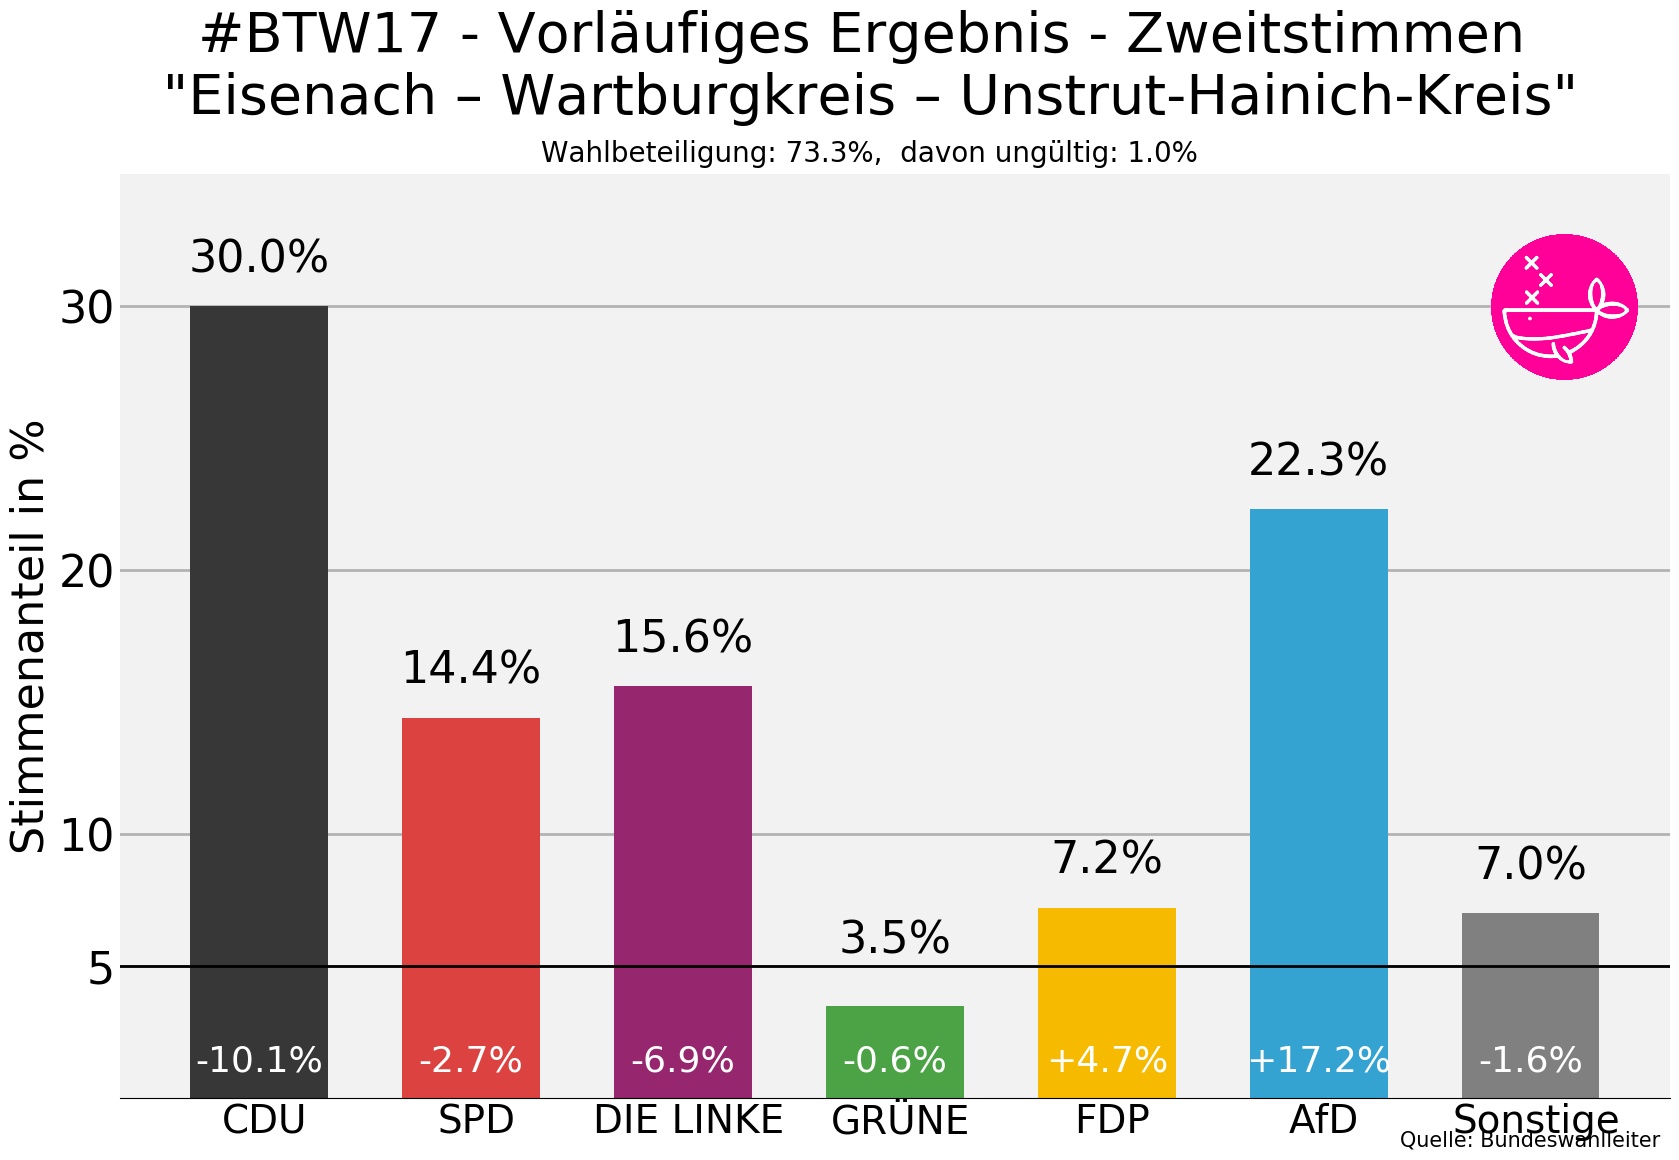 #BTW17 - Vorläufiges Ergebnis - Zweitstimmen
"Eisenach – Wartburgkreis – Unstrut-Hainich-Kreis"
Wahlbeteiligung: 73.3%,  davon ungültig: 1.0%
Stimmenanteil in %
30
20
10
5
30.0%
14.4%
15.6%
3.5%
7.2%
22.3%
7.0%
-10.1%
-2.7%
-6.9%
-0.6%
+4.7%
+17.2%
-1.6%
CDU
SPD
DIE LINKE
GRÜNE
FDP
AfD
Sonstige
Quelle: Bundeswahlleiter